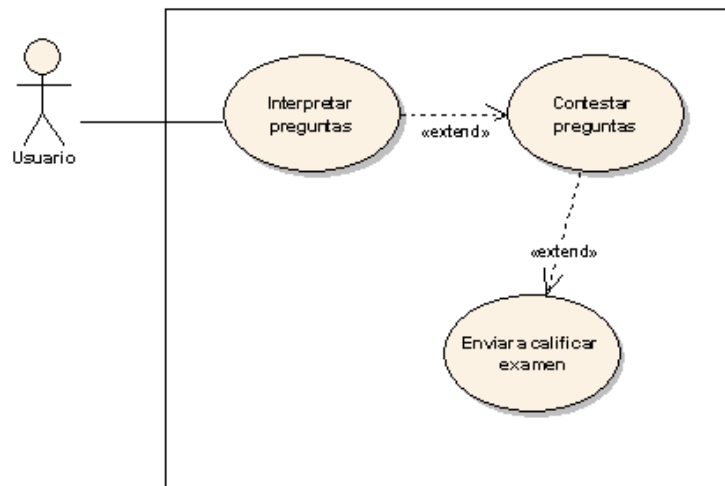 Usuario
Interpretar
preguntas
«extend»
Contestar
preguntas
«extend»
Enviar a calificar
examen